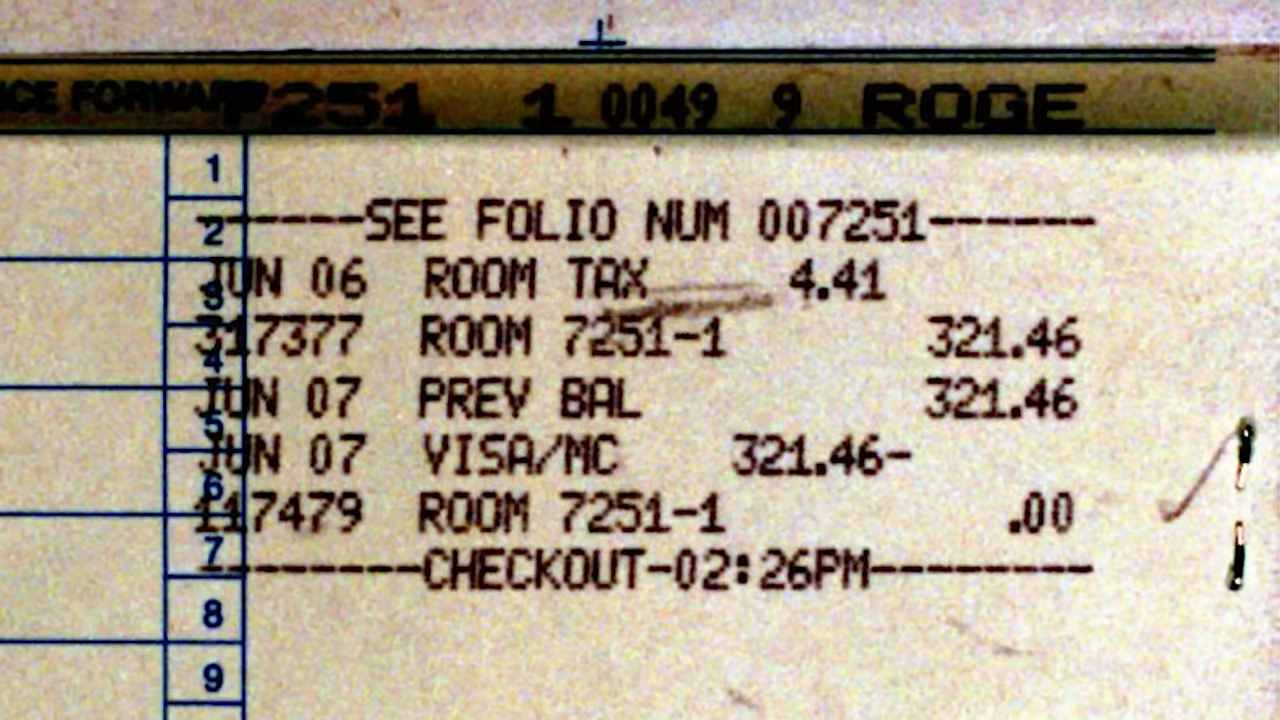 FORWARD 7251 1 0049 9 ROGE
1
2 ------SEE FOLIO NUM 007251------
3 JUN 06 ROOM TAX 4.41
317377 ROOM 7251-1 321.46
4
JUN 07 PREV BAL 321.46
5
JUN 07 VISA/MC 321.46-
6
117479 ROOM 7251-1 .00
7 --------CHECKOUT-02:26PM---------
8
9